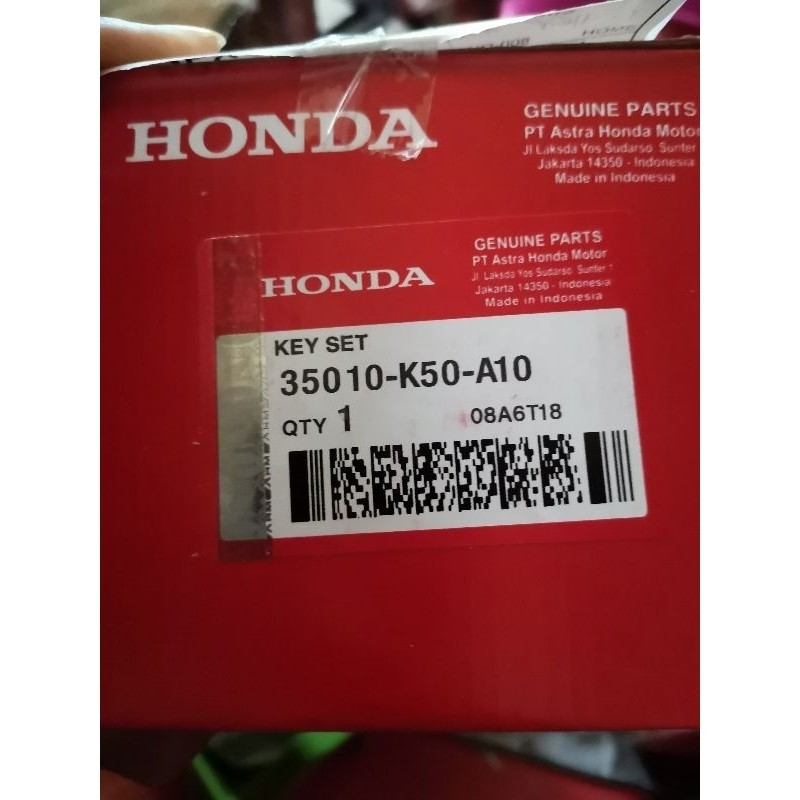 HOME
HONDA
GENUINE PARTS
PT Astra Honda Motor
Jl Laksda Yos Sudarso Sunter
Jakarta 14350 - Indonesia
Made in Indonesia
HONDA
GENUINE PARTS
PT Astra Honda Motor
Jl Laksda Yos Sudarso Sunter 1
Jakarta 14350 - Indonesia
Made in Indonesia
KEY SET
35010-K50-A10
QTY 1 08A6T18